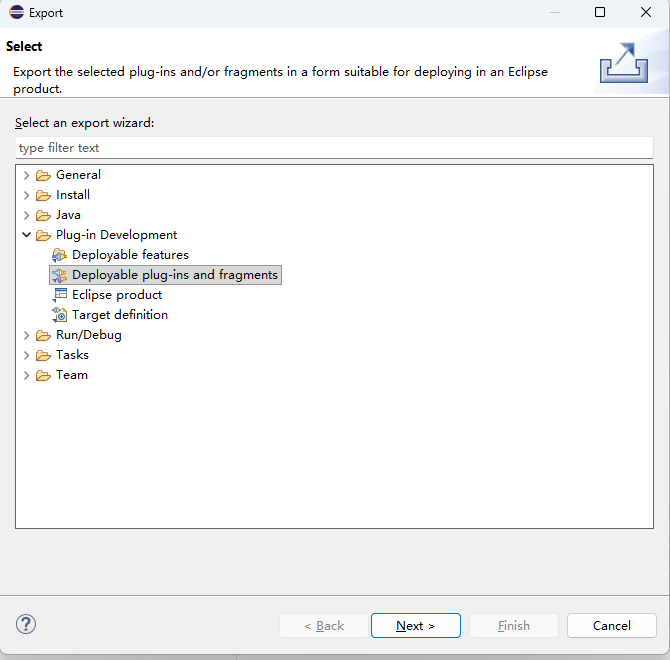 Export
Select
Export the selected plug-ins and/or fragments in a form suitable for deploying in an Eclipse
product.
Select an export wizard:
type filter text
General
Install
Java
Plug-in Development
Deployable features
Deployable plug-ins and fragments
Eclipse product
Target definition
Run/Debug
Tasks
Team
? < Back Next > Finish Cancel